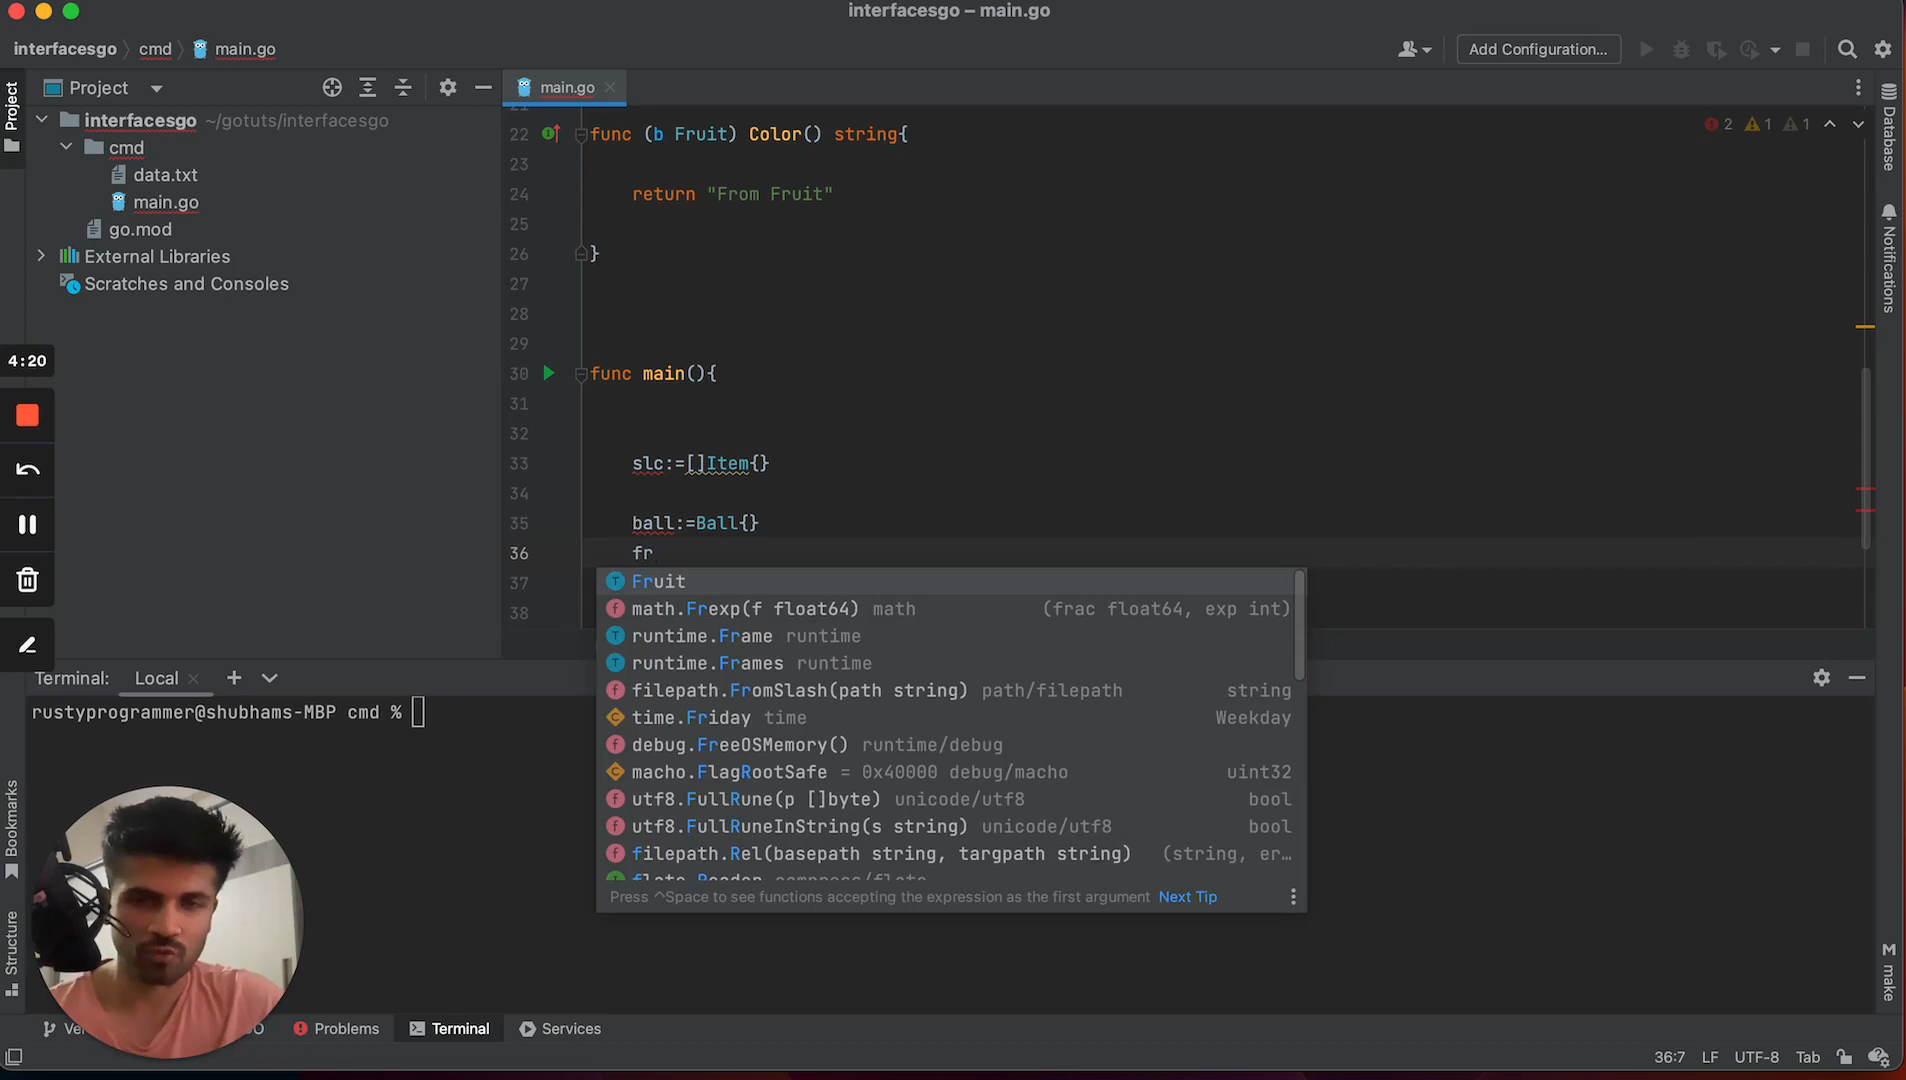 interfacesgo – main.go
interfacesgo cmd main.go
Add Configuration...
Project
Project
main.go
interfacesgo ~/gotuts/interfacesgo
cmd
data.txt
main.go
go.mod
External Libraries
Scratches and Consoles
4:20
2 1 1
22 func (b Fruit) Color() string{
23
24 return "From Fruit"
25
26 }
27
28
29
30 func main(){
31
32
33 slc:=[]Item{}
34
35 ball:=Ball{}
36 fr
37
38
Fruit
math.Frexp(f float64) math (frac float64, exp int)
runtime.Frame runtime
runtime.Frames runtime
filepath.FromSlash(path string) path/filepath string
time.Friday time Weekday
debug.FreeOSMemory() runtime/debug
macho.FlagRootSafe = 0x40000 debug/macho uint32
utf8.FullRune(p []byte) unicode/utf8 bool
utf8.FullRuneInString(s string) unicode/utf8 bool
filepath.Rel(basepath string, targpath string) (string, er…
Press ^Space to see functions accepting the expression as the first argument Next Tip
Database
Notifications
make
Terminal: Local
rustyprogrammer@shubhams-MBP cmd %
Bookmarks
Structure
Problems
Terminal
Services
36:7 LF UTF-8 Tab